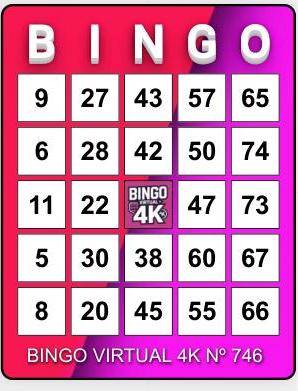 B I N G O
9 27 43 57 65
6 28 42 50 74
11 22 BINGO VIRTUAL 4K 47 73
5 30 38 60 67
8 20 45 55 66
BINGO VIRTUAL 4K Nº 746